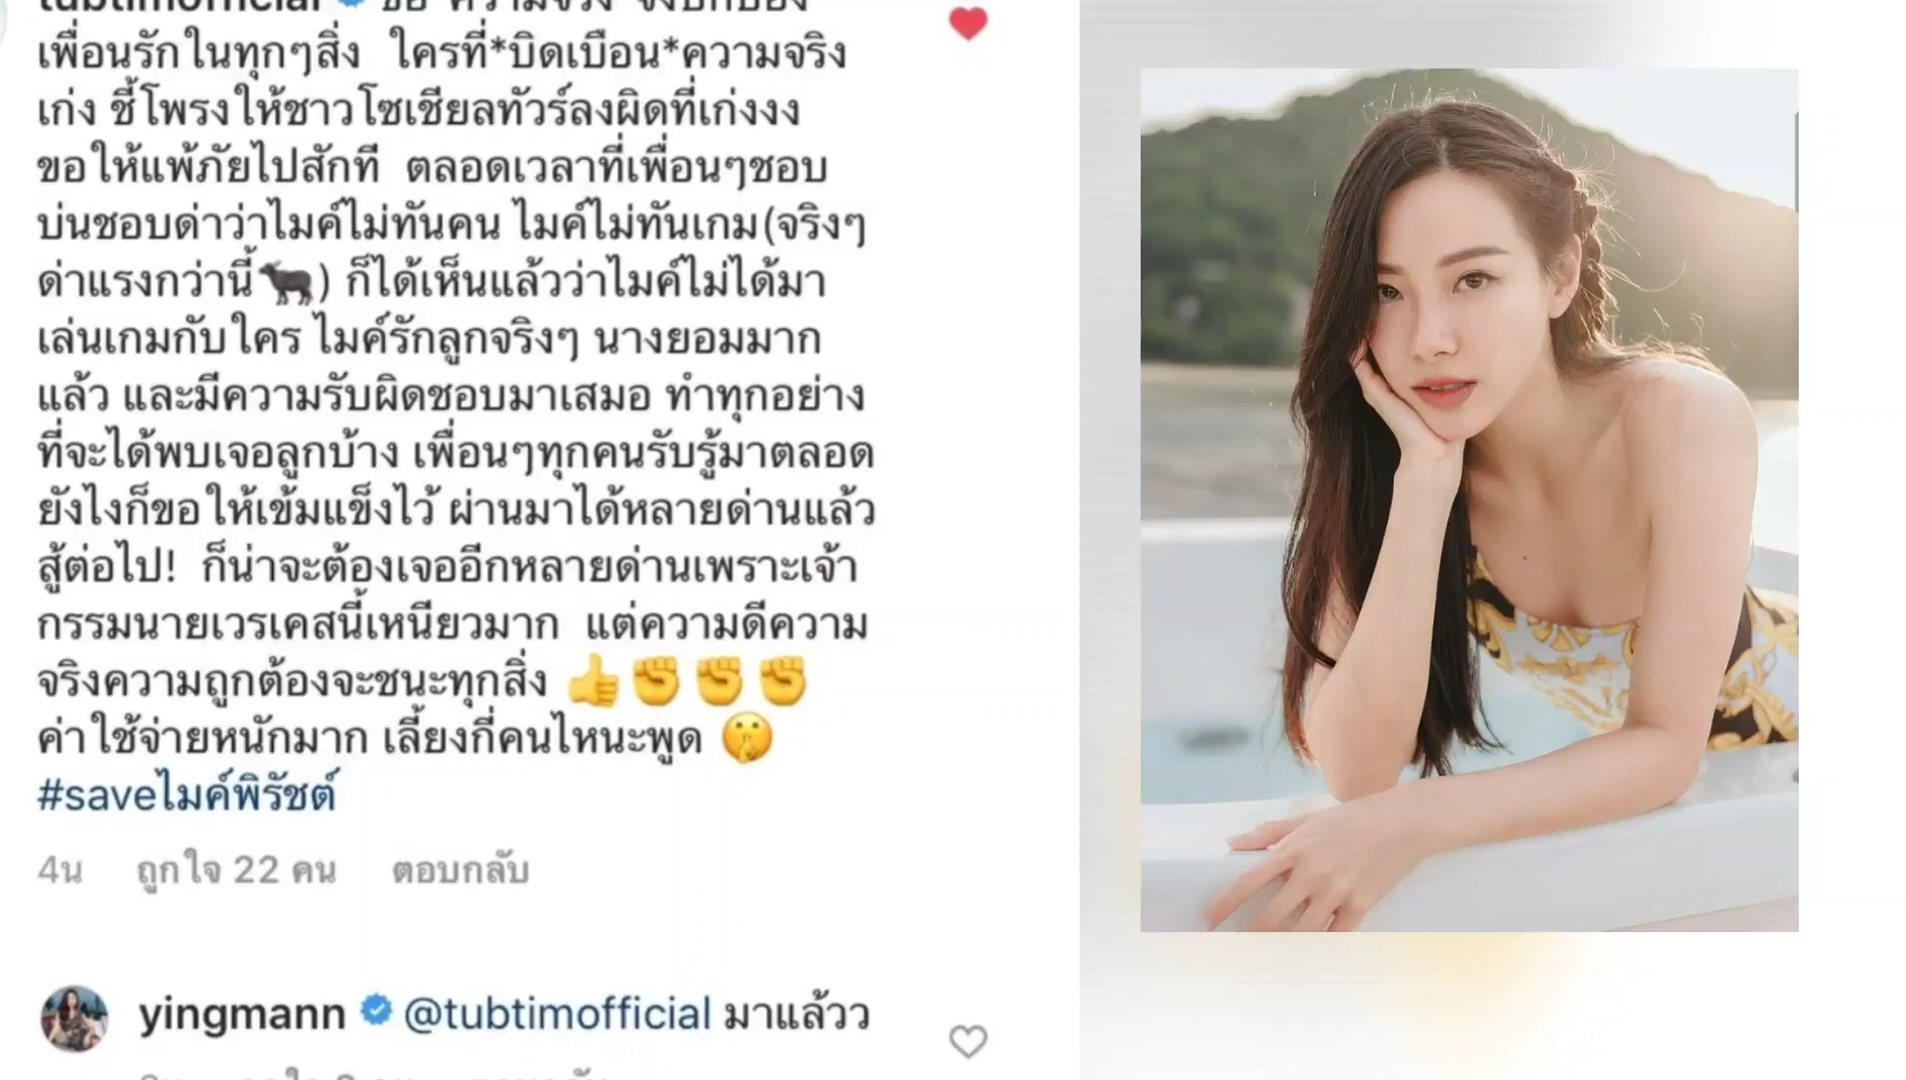 tubtimofficial ขอ ความจริง จงปกป้อง
เพื่อนรักในทุกๆสิ่ง ใครที่*บิดเบือน*ความจริง
เก่ง ชี้โพรงให้ชาวโซเชียลทัวร์ลงผิดที่เก่งงง
ขอให้แพ้ภัยไปสักที ตลอดเวลาที่เพื่อนๆชอบ
บ่นชอบด่าว่าไมค์ไม่ทันคน ไมค์ไม่ทันเกม(จริงๆ
ด่าแรงกว่านี้🐃) ก็ได้เห็นแล้วว่าไมค์ไม่ได้มา
เล่นเกมกับใคร ไมค์รักลูกจริงๆ นางยอมมาก
แล้ว และมีความรับผิดชอบมาเสมอ ทำทุกอย่าง
ที่จะได้พบเจอลูกบ้าง เพื่อนๆทุกคนรับรู้มาตลอด
ยังไงก็ขอให้เข้มแข็งไว้ ผ่านมาได้หลายด่านแล้ว
สู้ต่อไป! ก็น่าจะต้องเจออีกหลายด่านเพราะเจ้า
กรรมนายเวรเคสนี้เหนียวมาก แต่ความดีความ
จริงความถูกต้องจะชนะทุกสิ่ง 👍✊✊✊
ค่าใช้จ่ายหนักมาก เลี้ยงกี่คนไหนะพูด 🤫
#saveไมค์พิรัชต์
4น ถูกใจ 22 คน ตอบกลับ
yingmann @tubtimofficial มาแล้วว